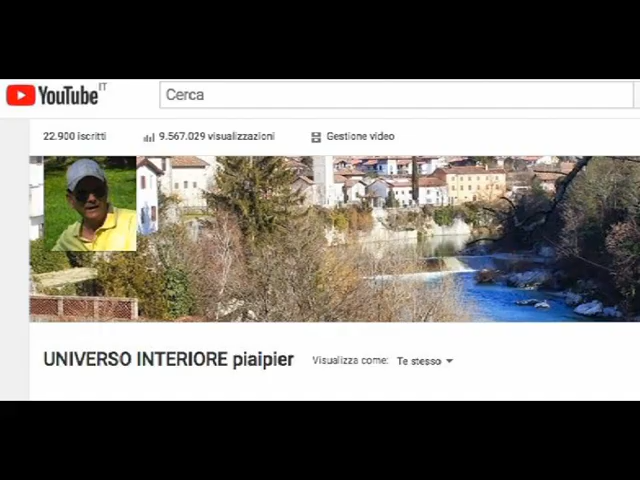 YouTube IT
Cerca
22.900 iscritti 9.567.029 visualizzazioni Gestione video
UNIVERSO INTERIORE piaipier Visualizza come: Te stesso